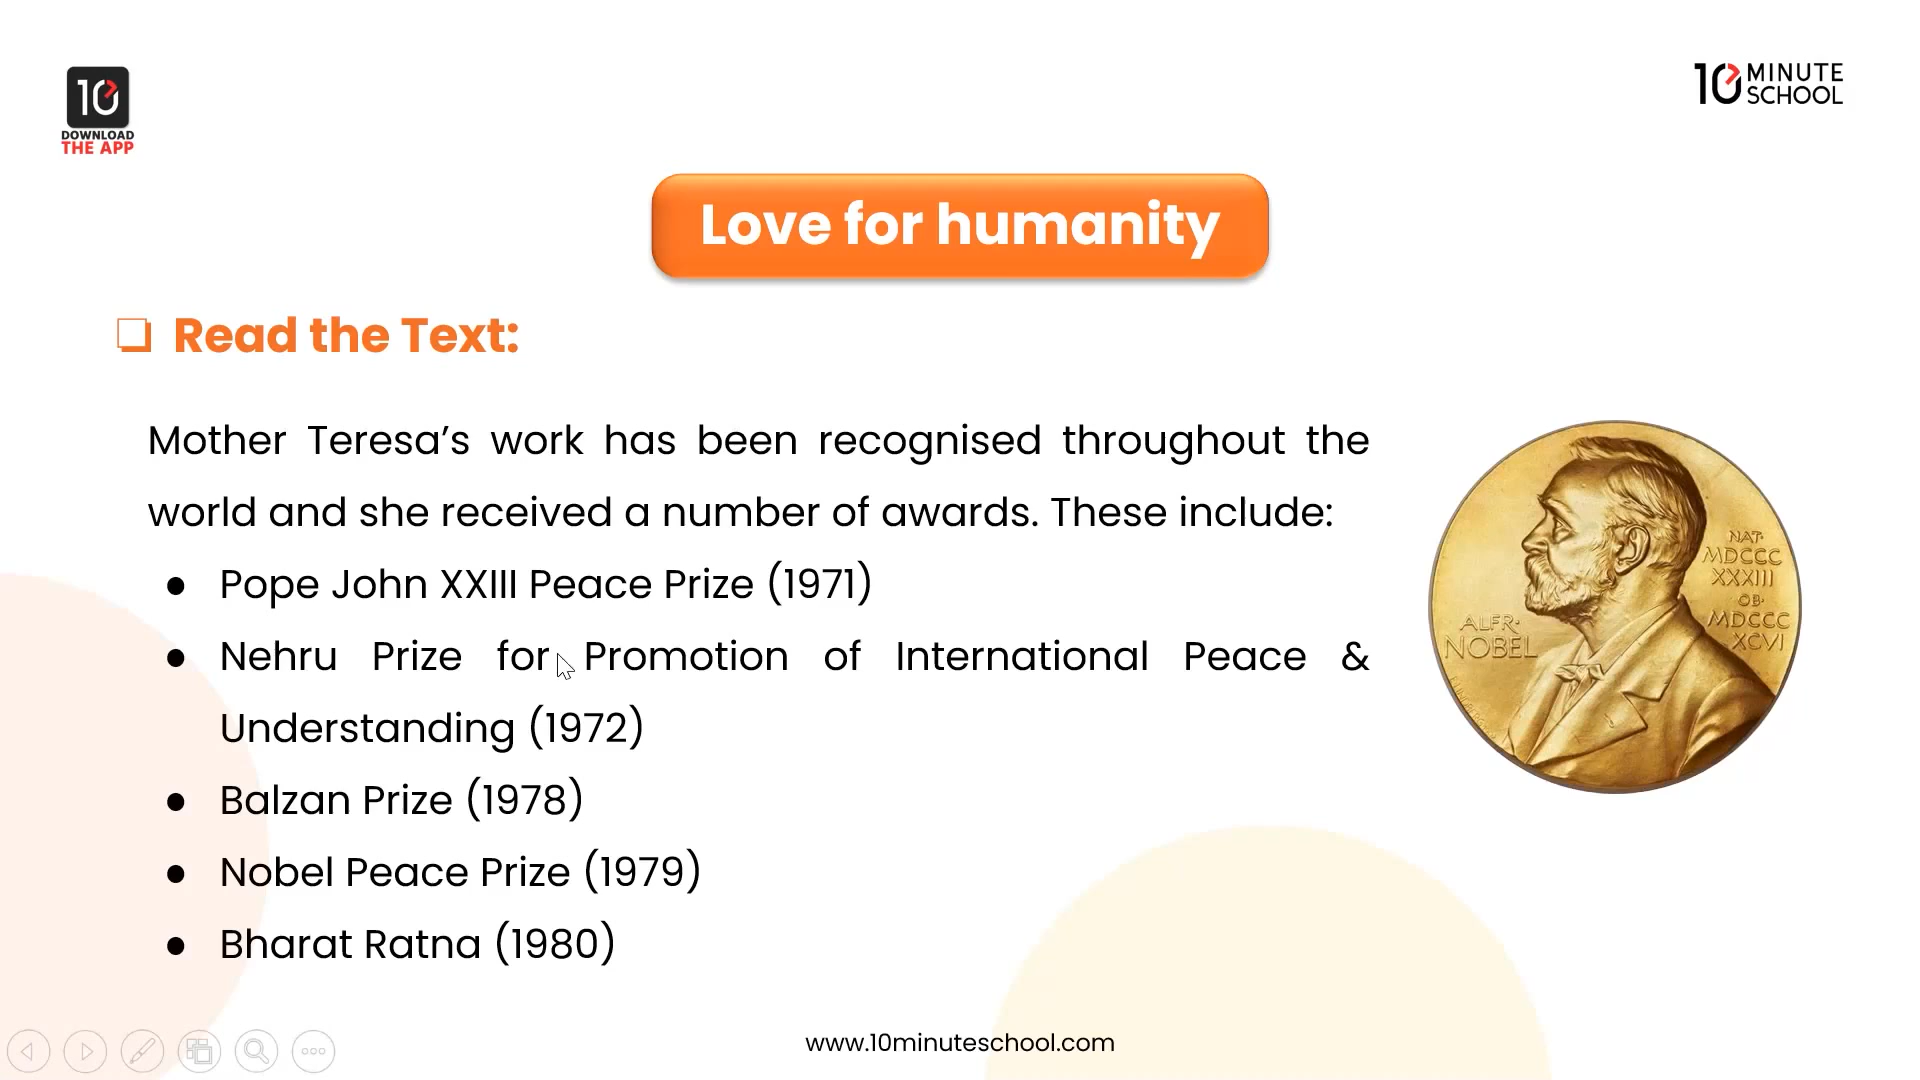 10
DOWNLOAD
THE APP
10 MINUTE
SCHOOL
Love for humanity
Read the Text:
Mother Teresa’s work has been recognised throughout the
world and she received a number of awards. These include:
● Pope John XXIII Peace Prize (1971)
● Nehru Prize for Promotion of International Peace &
Understanding (1972)
● Balzan Prize (1978)
● Nobel Peace Prize (1979)
● Bharat Ratna (1980)
ALFR·
NOBEL
NAT·
MDCCC
XXXIII
OB·
MDCCC
XCVI
www.10minuteschool.com